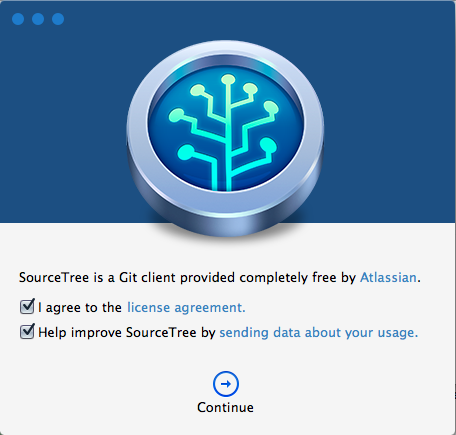 SourceTree is a Git client provided completely free by Atlassian.
I agree to the license agreement.
Help improve SourceTree by sending data about your usage.
Continue